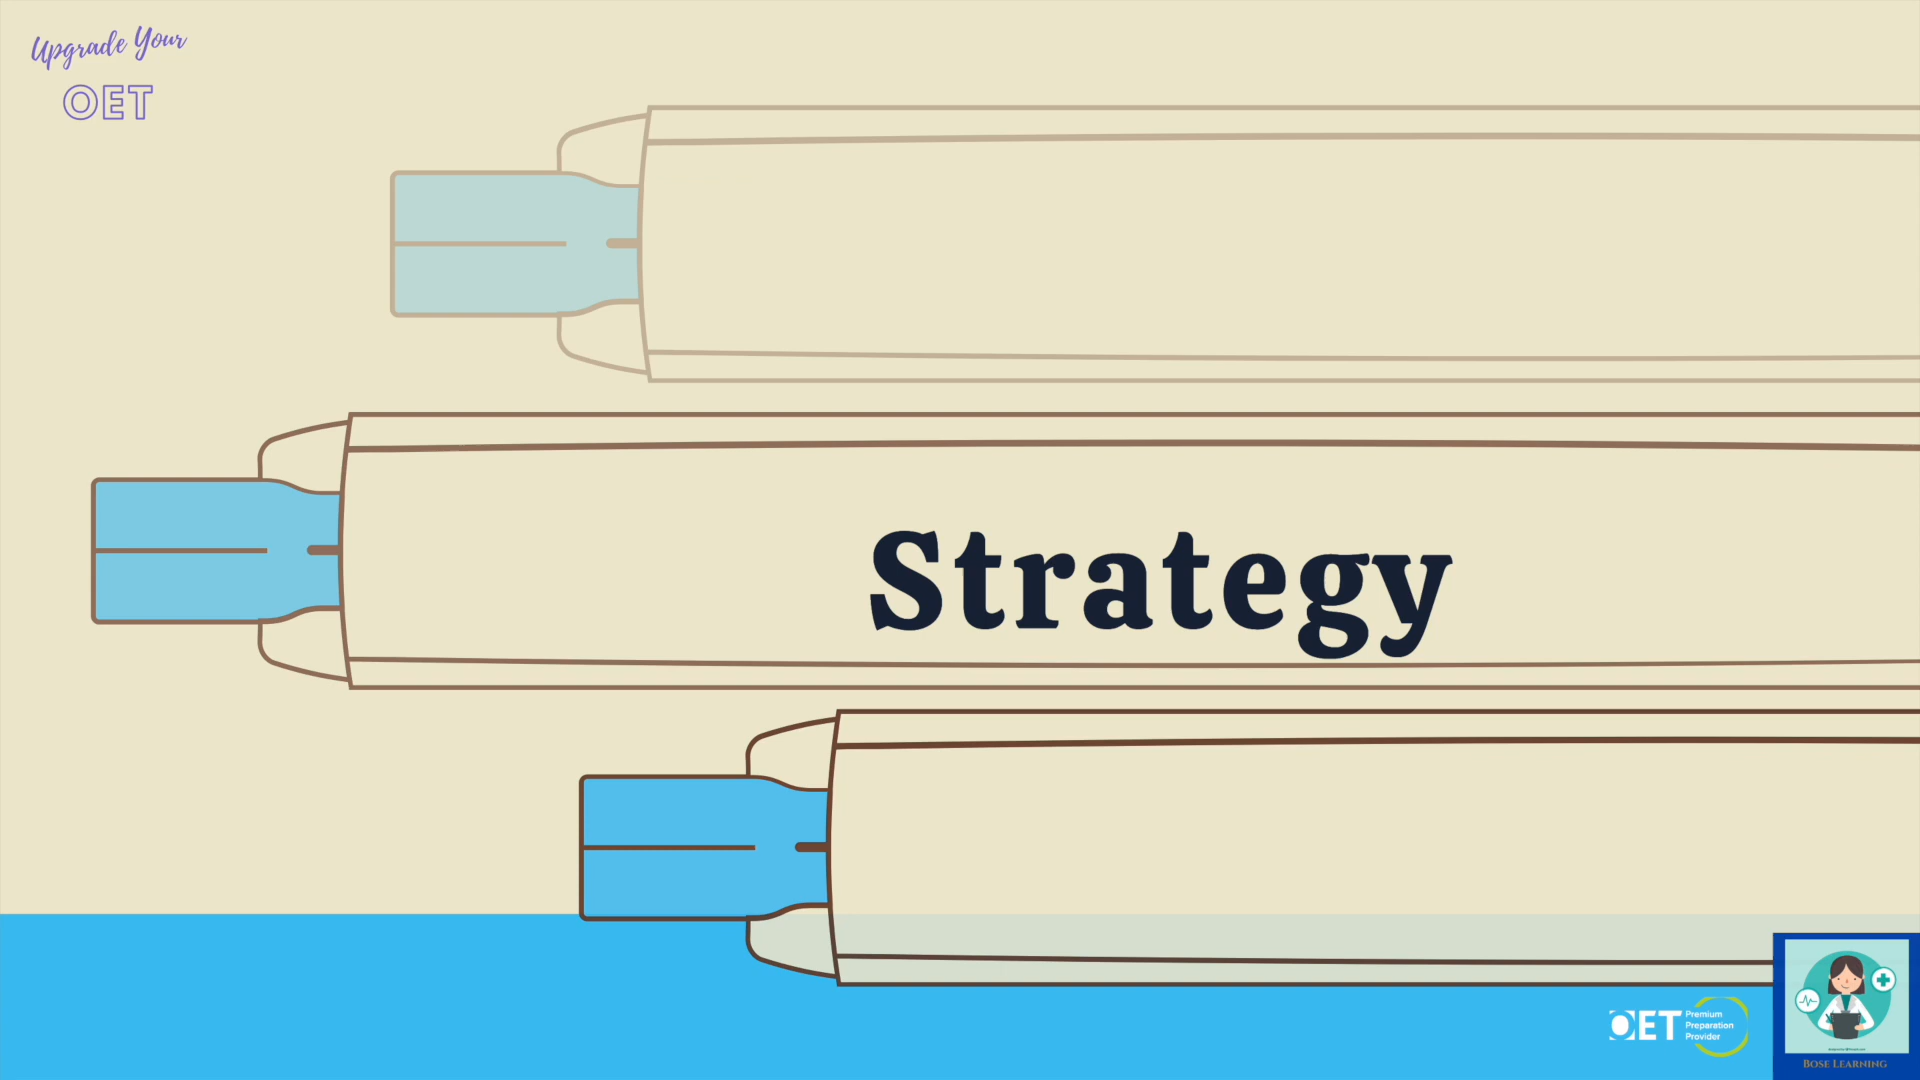 Upgrade Your
OET
Strategy
OET
Premium
Preparation
Provider
BOSE LEARNING